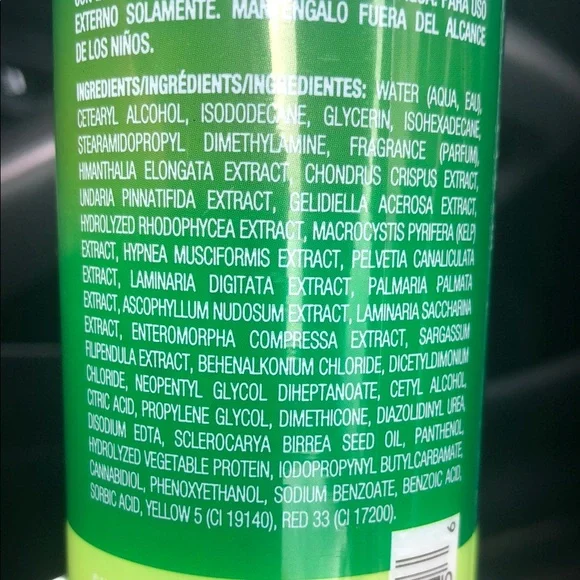 PARA USO
EXTERNO SOLAMENTE. MANTÉNGALO FUERA DEL ALCANCE
DE LOS NIÑOS.
INGREDIENTS/INGRÉDIENTS/INGREDIENTES: WATER (AQUA, EAU),
CETEARYL ALCOHOL, ISODODECANE, GLYCERIN, ISOHEXADECANE,
STEARAMIDOPROPYL DIMETHYLAMINE, FRAGRANCE (PARFUM),
HIMANTHALIA ELONGATA EXTRACT, CHONDRUS CRISPUS EXTRACT,
UNDARIA PINNATIFIDA EXTRACT, GELIDIELLA ACEROSA EXTRACT,
HYDROLYZED RHODOPHYCEA EXTRACT, MACROCYSTIS PYRIFERA (KELP)
EXTRACT, HYPNEA MUSCIFORMIS EXTRACT, PELVETIA CANALICULATA
EXTRACT, LAMINARIA DIGITATA EXTRACT, PALMARIA PALMATA
EXTRACT, ASCOPHYLLUM NUDOSUM EXTRACT, LAMINARIA SACCHARINA
EXTRACT, ENTEROMORPHA COMPRESSA EXTRACT, SARGASSUM
FILIPENDULA EXTRACT, BEHENALKONIUM CHLORIDE, DICETYLDIMONIUM
CHLORIDE, NEOPENTYL GLYCOL DIHEPTANOATE, CETYL ALCOHOL,
CITRIC ACID, PROPYLENE GLYCOL, DIMETHICONE, DIAZOLIDINYL UREA,
DISODIUM EDTA, SCLEROCARYA BIRREA SEED OIL, PANTHENOL,
HYDROLYZED VEGETABLE PROTEIN, IODOPROPYNYL BUTYLCARBAMATE,
CANNABIDIOL, PHENOXYETHANOL, SODIUM BENZOATE, BENZOIC ACID,
SORBIC ACID, YELLOW 5 (CI 19140), RED 33 (CI 17200).
6